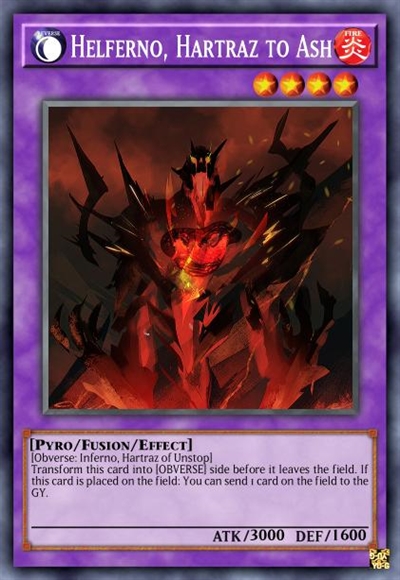 OBVERSE
HELFERNO, HARTRAZ TO ASH
FIRE
炎
[PYRO/FUSION/EFFECT]
[Obverse: Inferno, Hartraz of Unstop]
Transform this card into [OBVERSE] side before it leaves the field. If
this card is placed on the field: You can send 1 card on the field to the
GY.
ATK/3000 DEF/1600